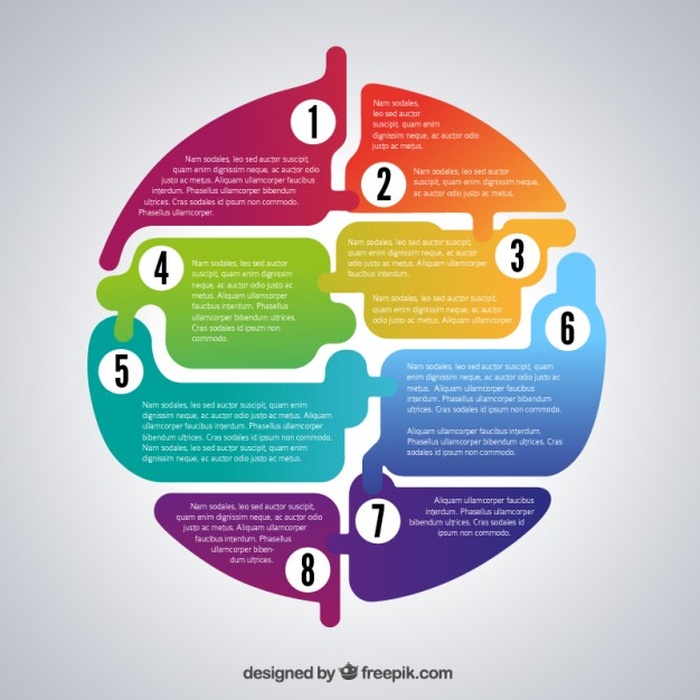 1
Nam sodales, leo sed auctor suscipit,
quam enim dignissim neque, ac auctor odio
justo ac metus. Aliquam ullamcorper faucibus
interdum. Phasellus ullamcorper bibendum
ultrices. Cras sodales id ipsum non commodo.
Phasellus ullamcorper.
Nam sodales,
leo sed auctor
suscipit, quam enim
dignissim neque, ac auctor odio
justo ac metus.
2
Nam sodales, leo sed auctor
suscipit, quam enim dignissim neque,
ac auctor odio justo ac metus.
3
Nam sodales, leo sed auctor suscipit,
quam enim dignissim neque, ac auctor
odio justo ac metus. Aliquam ullamcorper
faucibus interdum.
Nam sodales, leo sed auctor suscipit,
quam enim dignissim neque, ac auctor
odio justo ac metus. Aliquam ullamcorper.
4
Nam sodales, leo sed auctor
suscipit, quam enim dignissim
neque, ac auctor odio justo ac
metus. Aliquam ullamcorper
faucibus interdum. Phasellus
ullamcorper bibendum ultrices.
Cras sodales id ipsum non
commodo.
5
Nam sodales, leo sed auctor suscipit, quam enim
dignissim neque, ac auctor odio justo ac metus.
Aliquam ullamcorper faucibus interdum. Phasellus
ullamcorper bibendum ultrices. Cras sodales id ipsum non commodo.
Nam sodales, leo sed auctor suscipit, quam enim
dignissim neque, ac auctor odio justo ac metus.
6
Nam sodales, leo sed auctor suscipit, quam enim
dignissim neque, ac auctor odio justo ac metus.
Aliquam ullamcorper faucibus interdum.
Phasellus ullamcorper bibendum
ultrices. Cras sodales id ipsum non commodo.
Aliquam ullamcorper faucibus interdum.
Phasellus ullamcorper bibendum ultrices. Cras
sodales id ipsum non commodo.
7
Aliquam ullamcorper faucibus
interdum. Phasellus ullamcorper
bibendum ultrices. Cras sodales id
ipsum non commodo.
8
Nam sodales, leo sed auctor suscipit,
quam enim dignissim neque, ac auctor odio
justo ac metus. Aliquam ullamcorper
faucibus interdum. Phasellus
ullamcorper biben-
dum ultrices.
designed by freepik.com